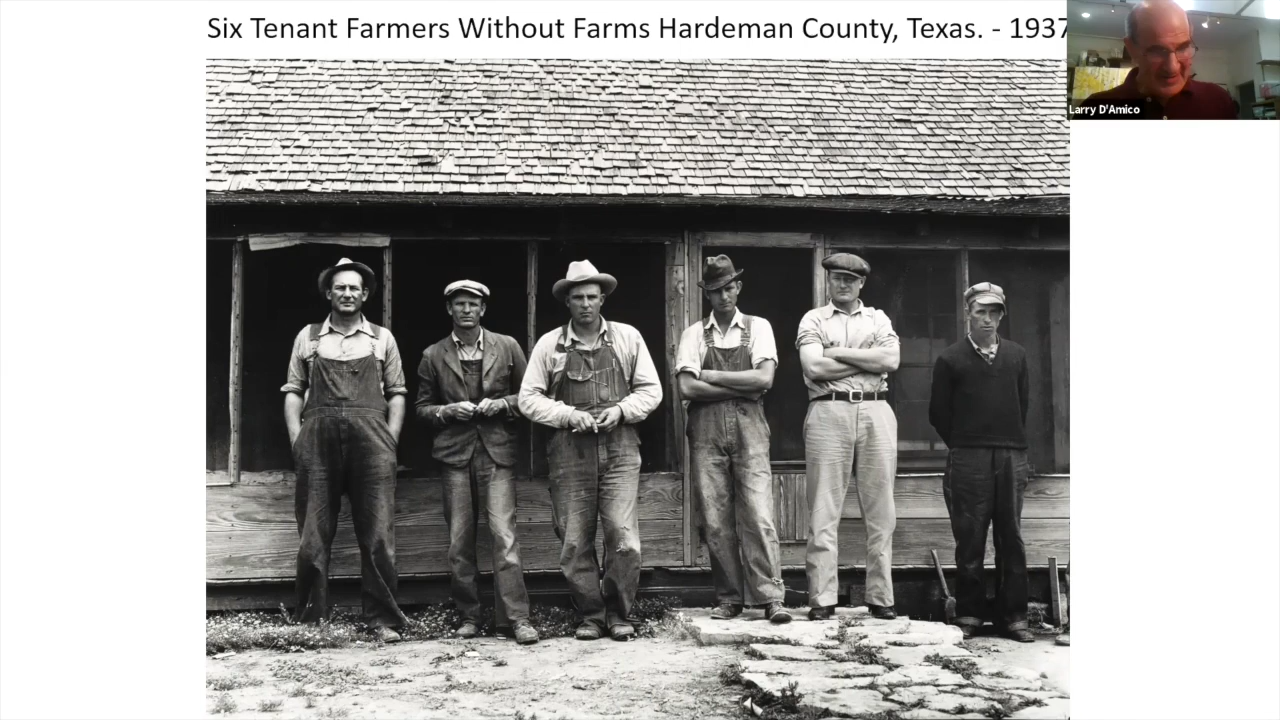 Six Tenant Farmers Without Farms Hardeman County, Texas. - 1937
Larry D'Amico